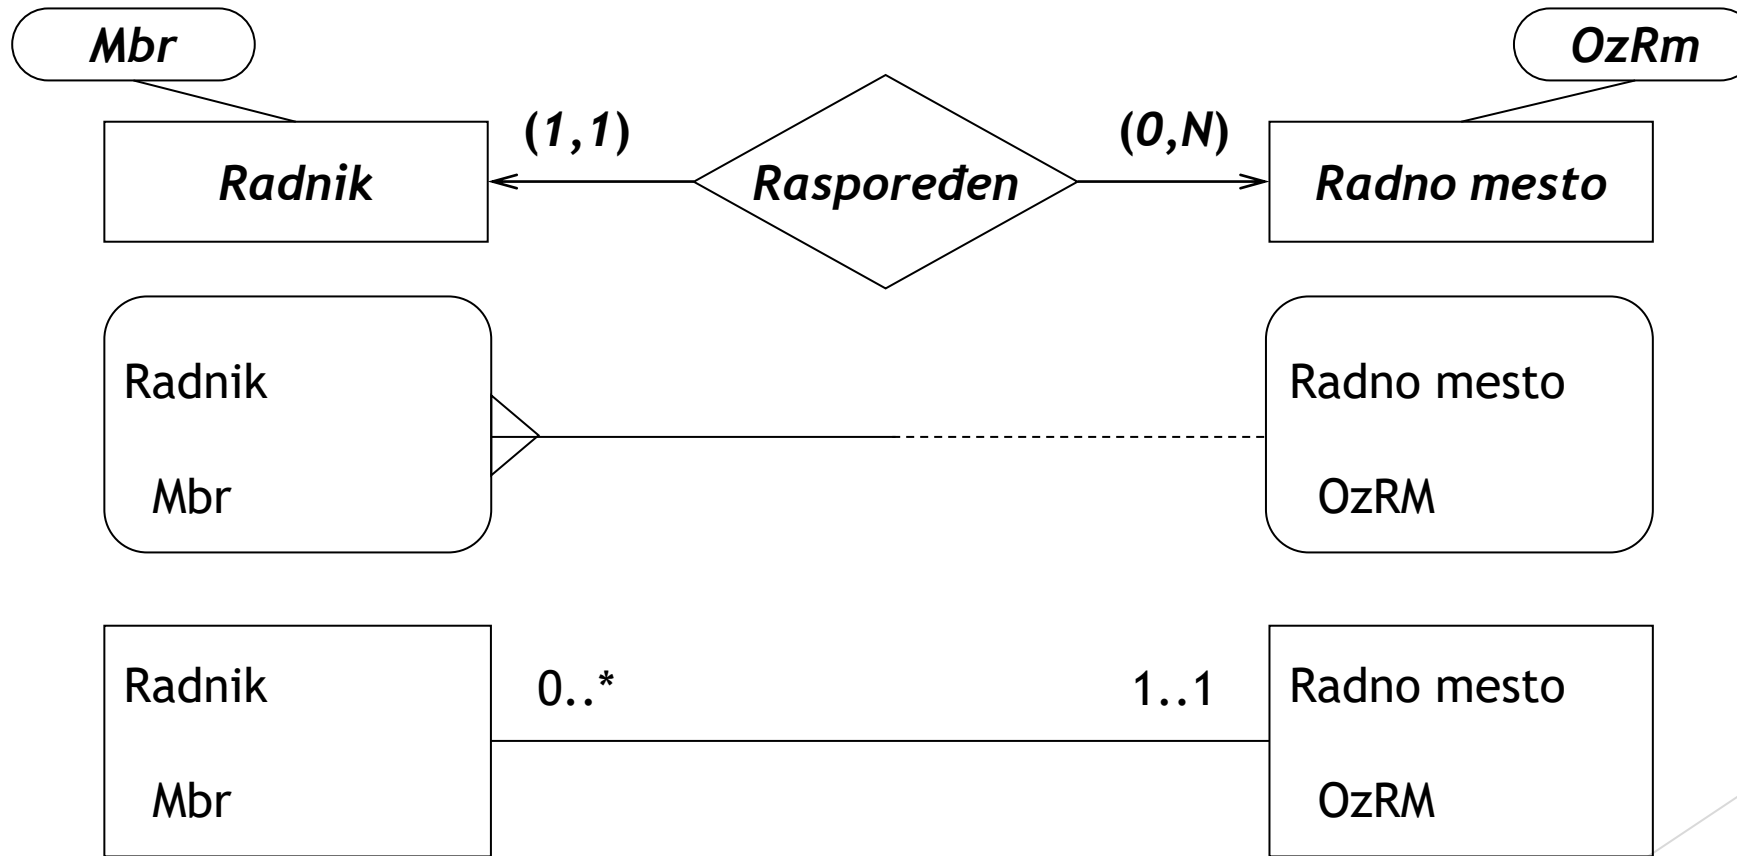 Mbr
OzRm
(1,1)
(0,N)
Radnik
Raspoređen
Radno mesto
Radnik
Radno mesto
Mbr
OzRM
Radnik
0..*
1..1
Radno mesto
Mbr
OzRM